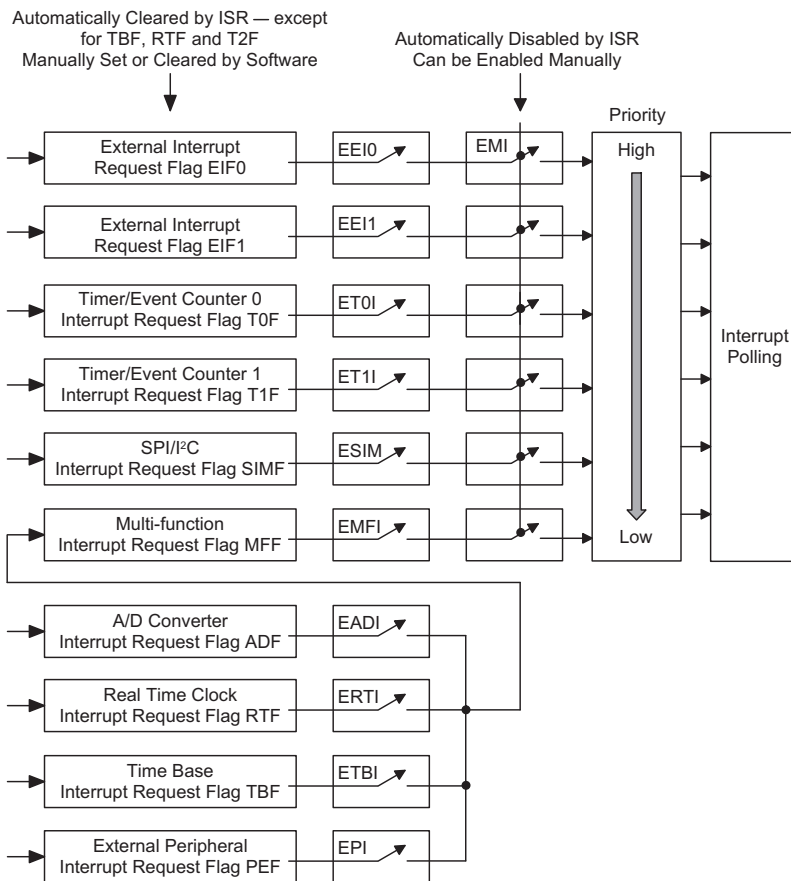 Automatically Cleared by ISR — except
for TBF, RTF and T2F
Manually Set or Cleared by Software
Automatically Disabled by ISR
Can be Enabled Manually
Priority
External Interrupt
Request Flag EIF0
EEI0
EMI
High
External Interrupt
Request Flag EIF1
EEI1
Timer/Event Counter 0
Interrupt Request Flag T0F
ET0I
Timer/Event Counter 1
Interrupt Request Flag T1F
ET1I
SPI/I²C
Interrupt Request Flag SIMF
ESIM
Multi-function
Interrupt Request Flag MFF
EMFI
Low
Interrupt
Polling
A/D Converter
Interrupt Request Flag ADF
EADI
Real Time Clock
Interrupt Request Flag RTF
ERTI
Time Base
Interrupt Request Flag TBF
ETBI
External Peripheral
Interrupt Request Flag PEF
EPI